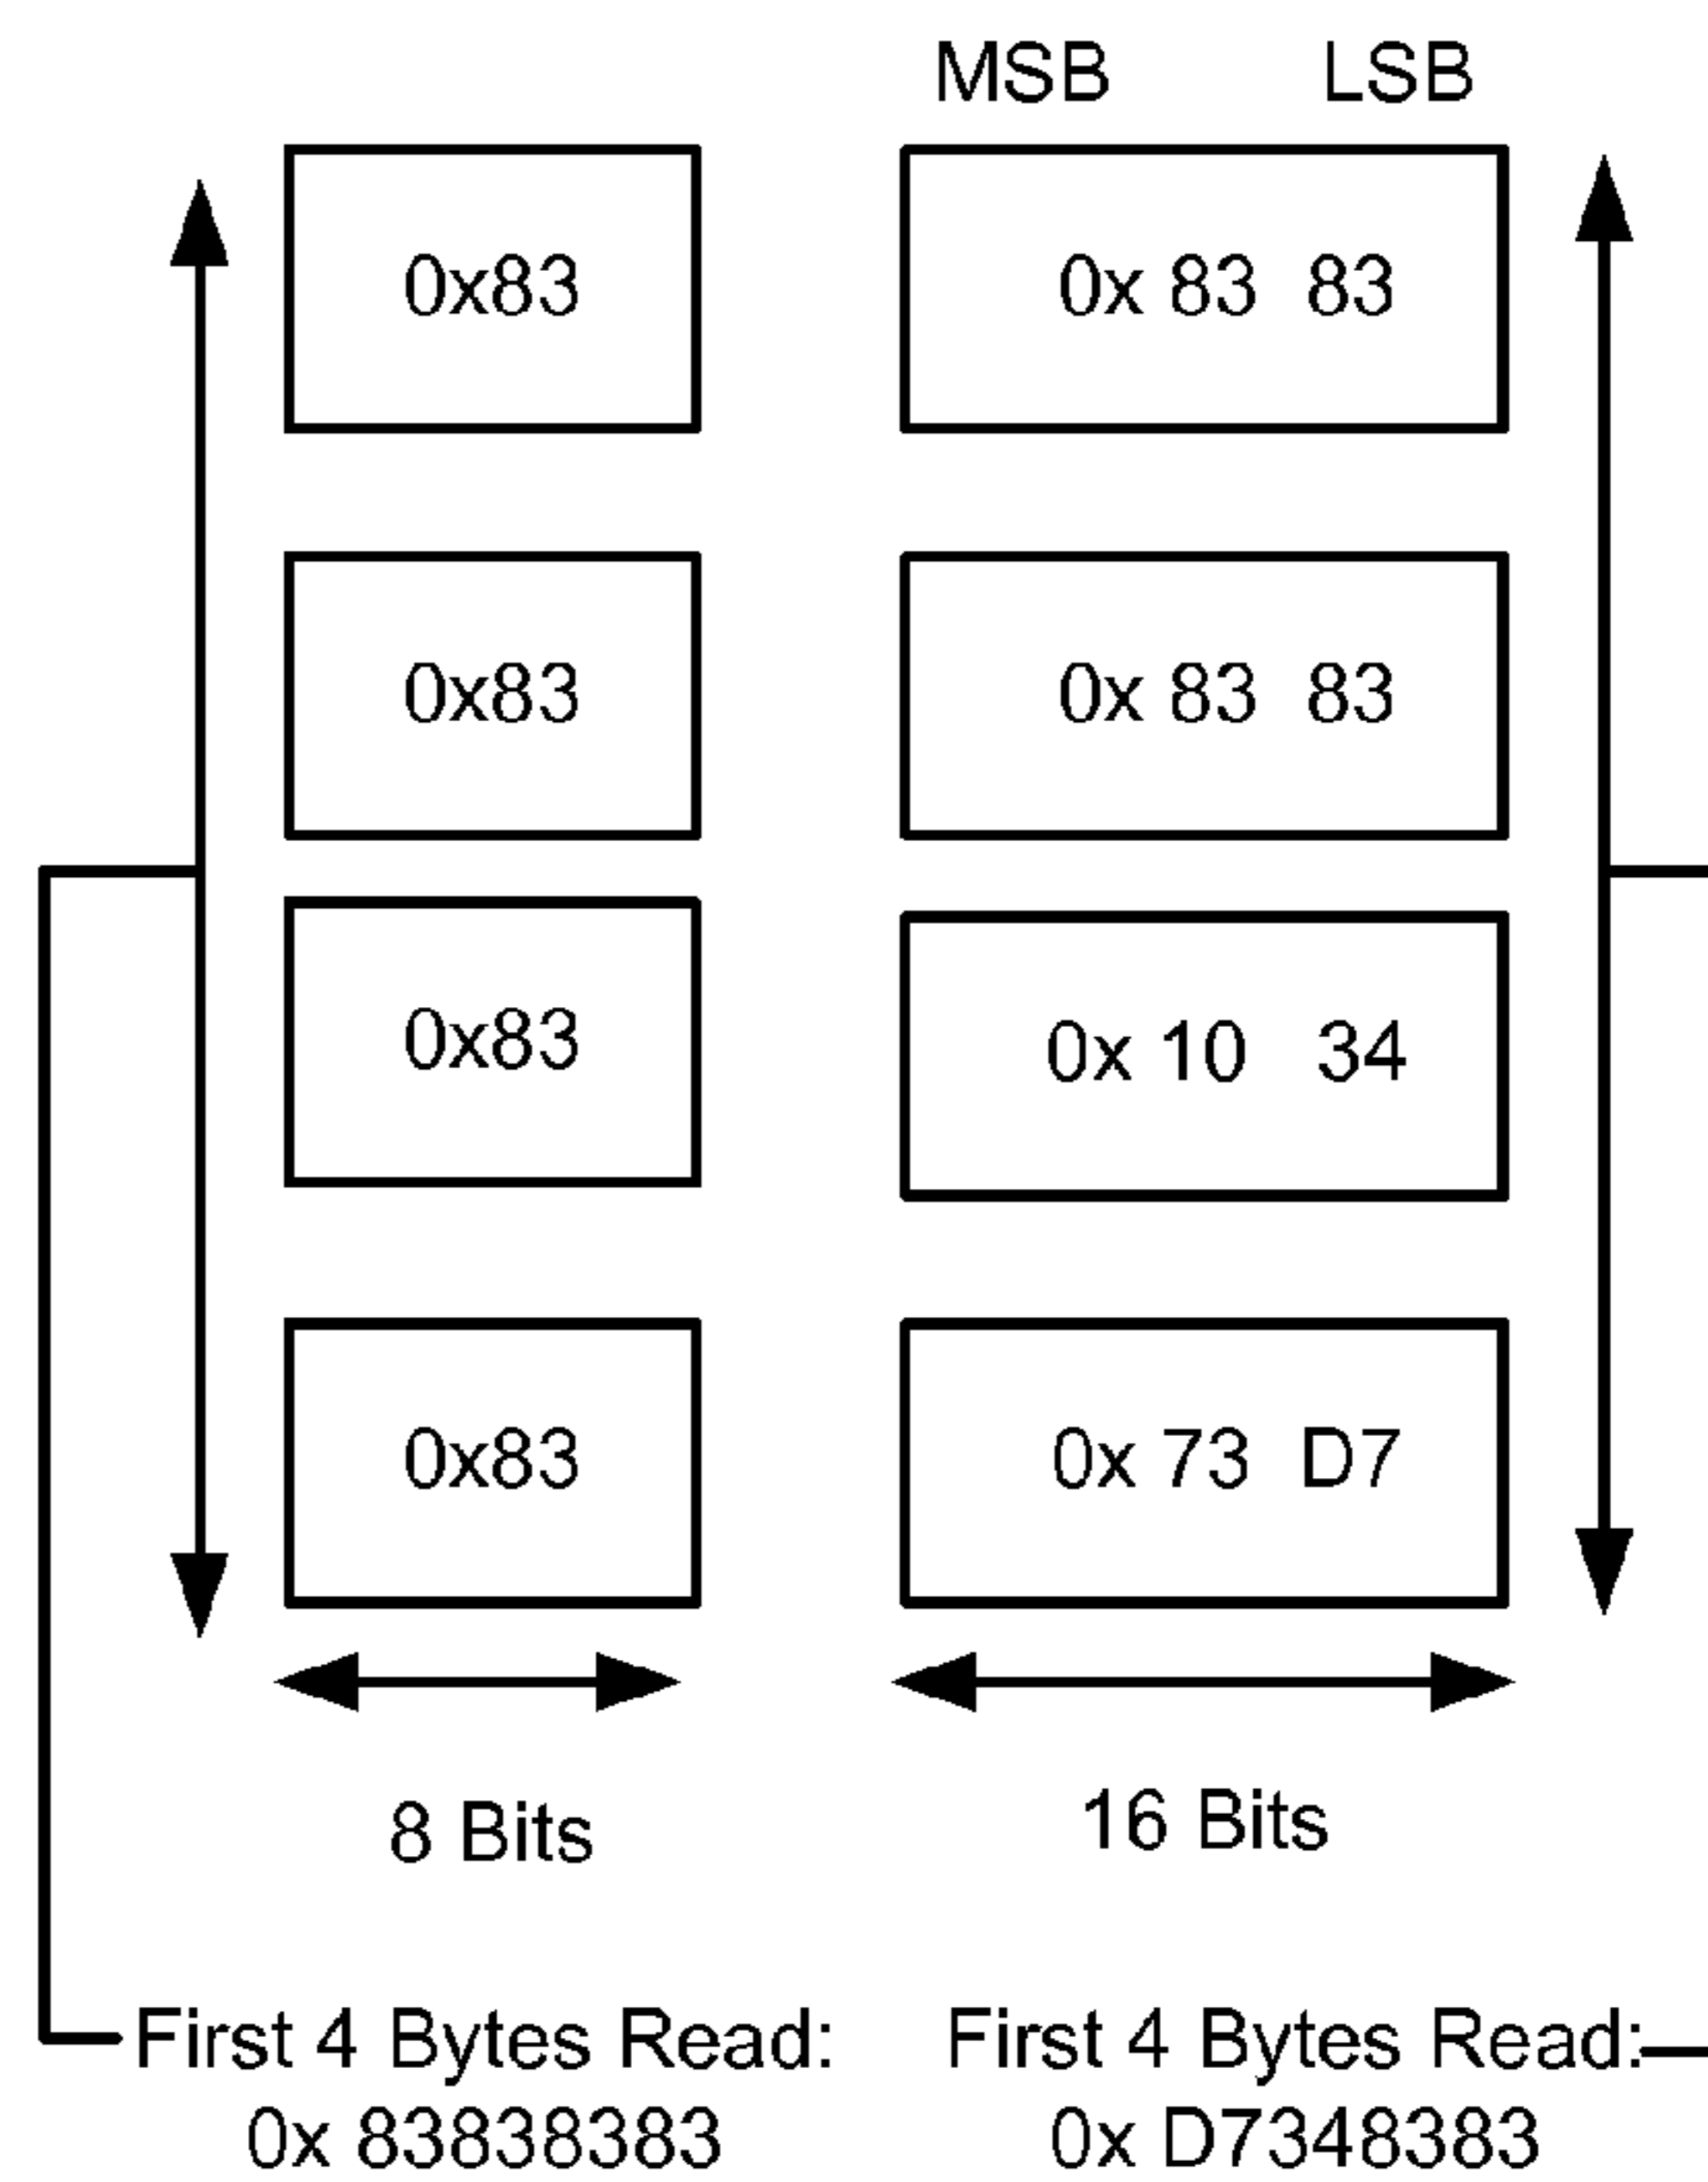 MSB LSB
0x83 0x 83 83
0x83 0x 83 83
0x83 0x 10 34
0x83 0x 73 D7
8 Bits 16 Bits
First 4 Bytes Read: First 4 Bytes Read:
0x 83838383 0x D7348383